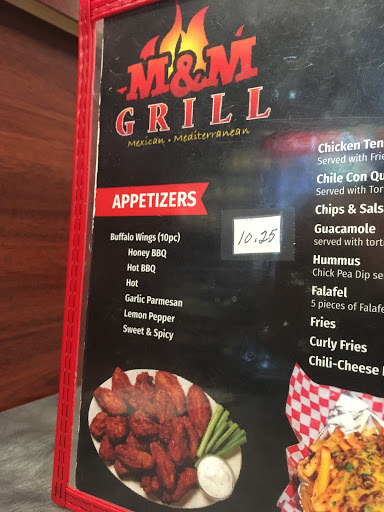 M&M
GRILL
Mexican • Mediterranean
APPETIZERS
Buffalo Wings (10pc)
Honey BBQ
Hot BBQ
Hot
Garlic Parmesan
Lemon Pepper
Sweet & Spicy
10.25
Chicken Ten
Served with Frie
Chile Con Qu
Served with Tor
Chips & Sals
Guacamole
served with torti
Hummus
Chick Pea Dip se
Falafel
5 pieces of Falafe
Fries
Curly Fries
Chili-Cheese